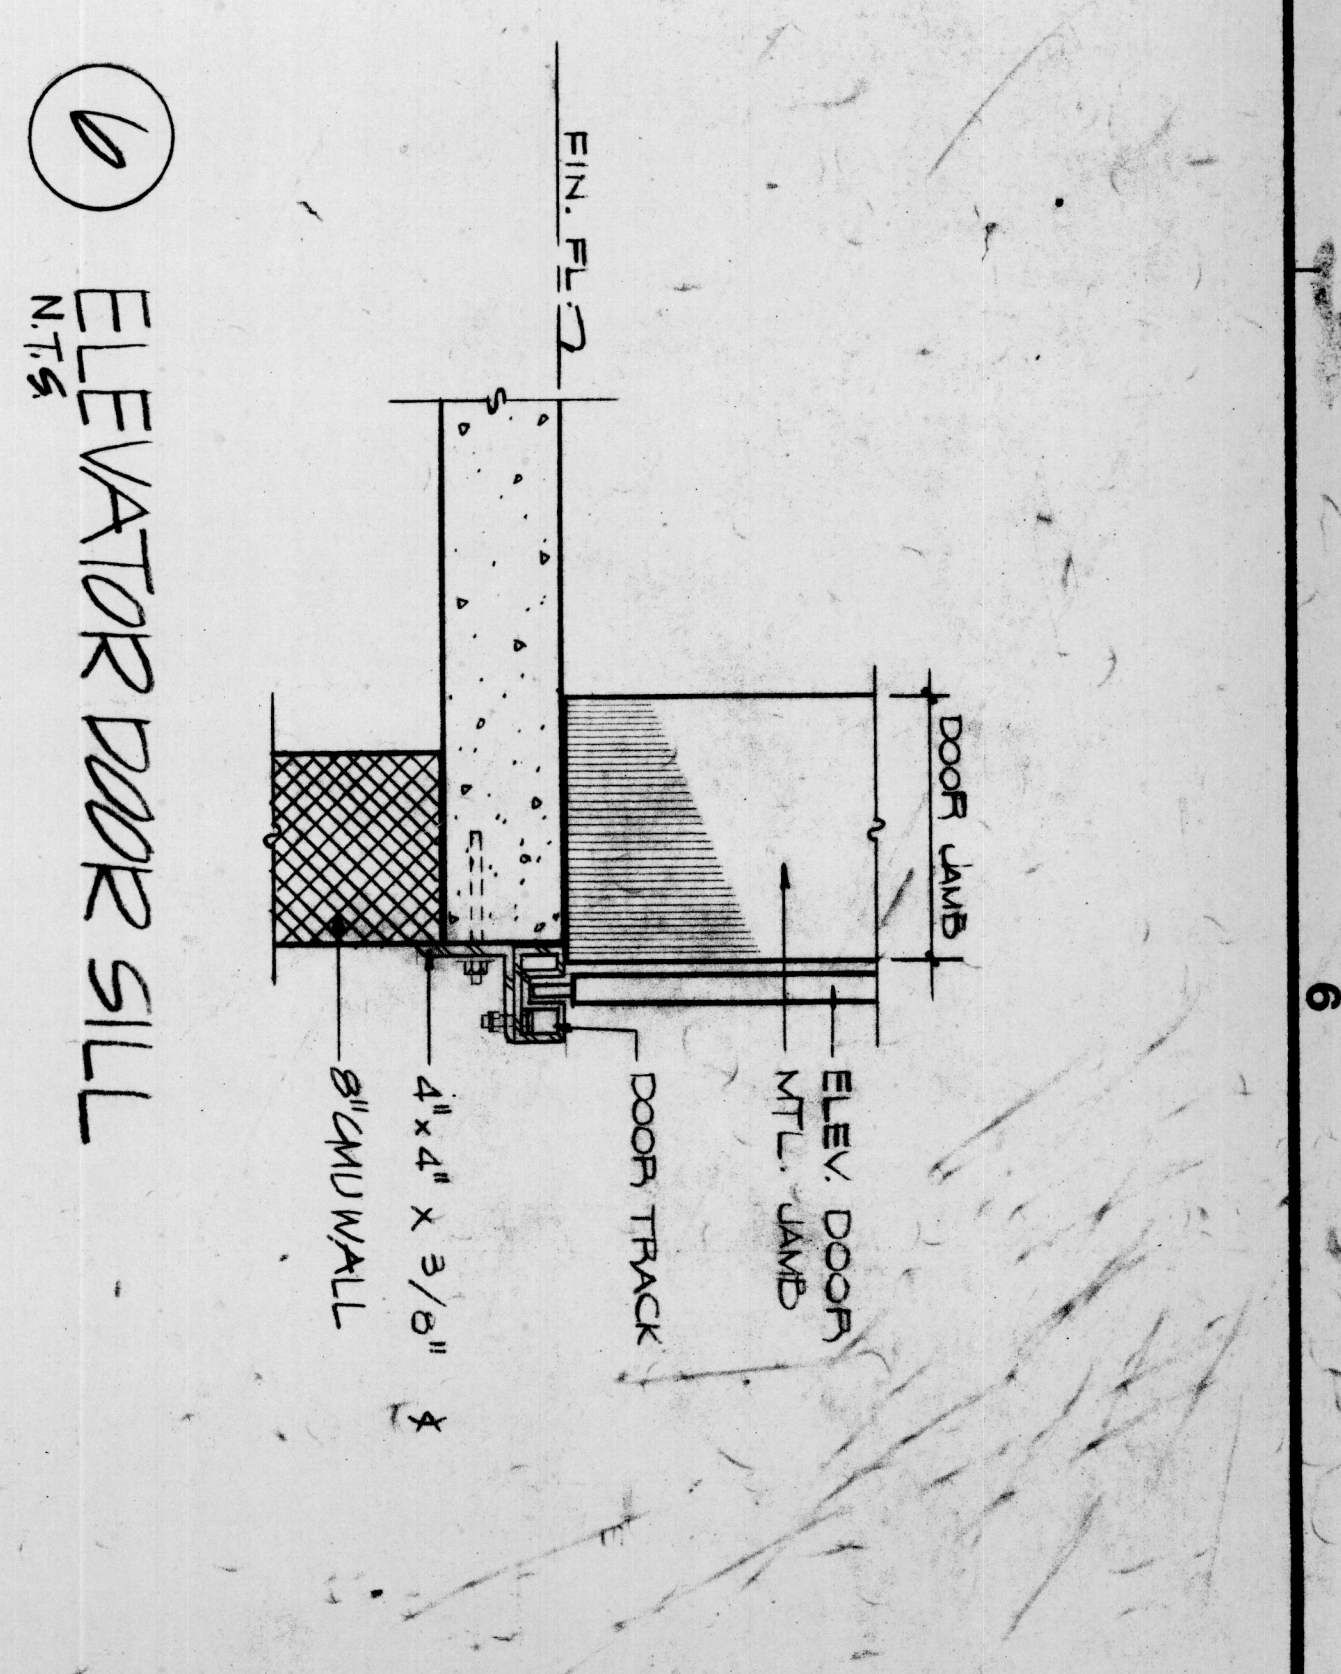 6
DOOR JAMB
FIN. FL.
ELEV. DOOR
MTL. JAMB
DOOR TRACK
4" x 4" x 3/8" ∠
8" CMU WALL
6
ELEVATOR DOOR SILL
N.T.S.